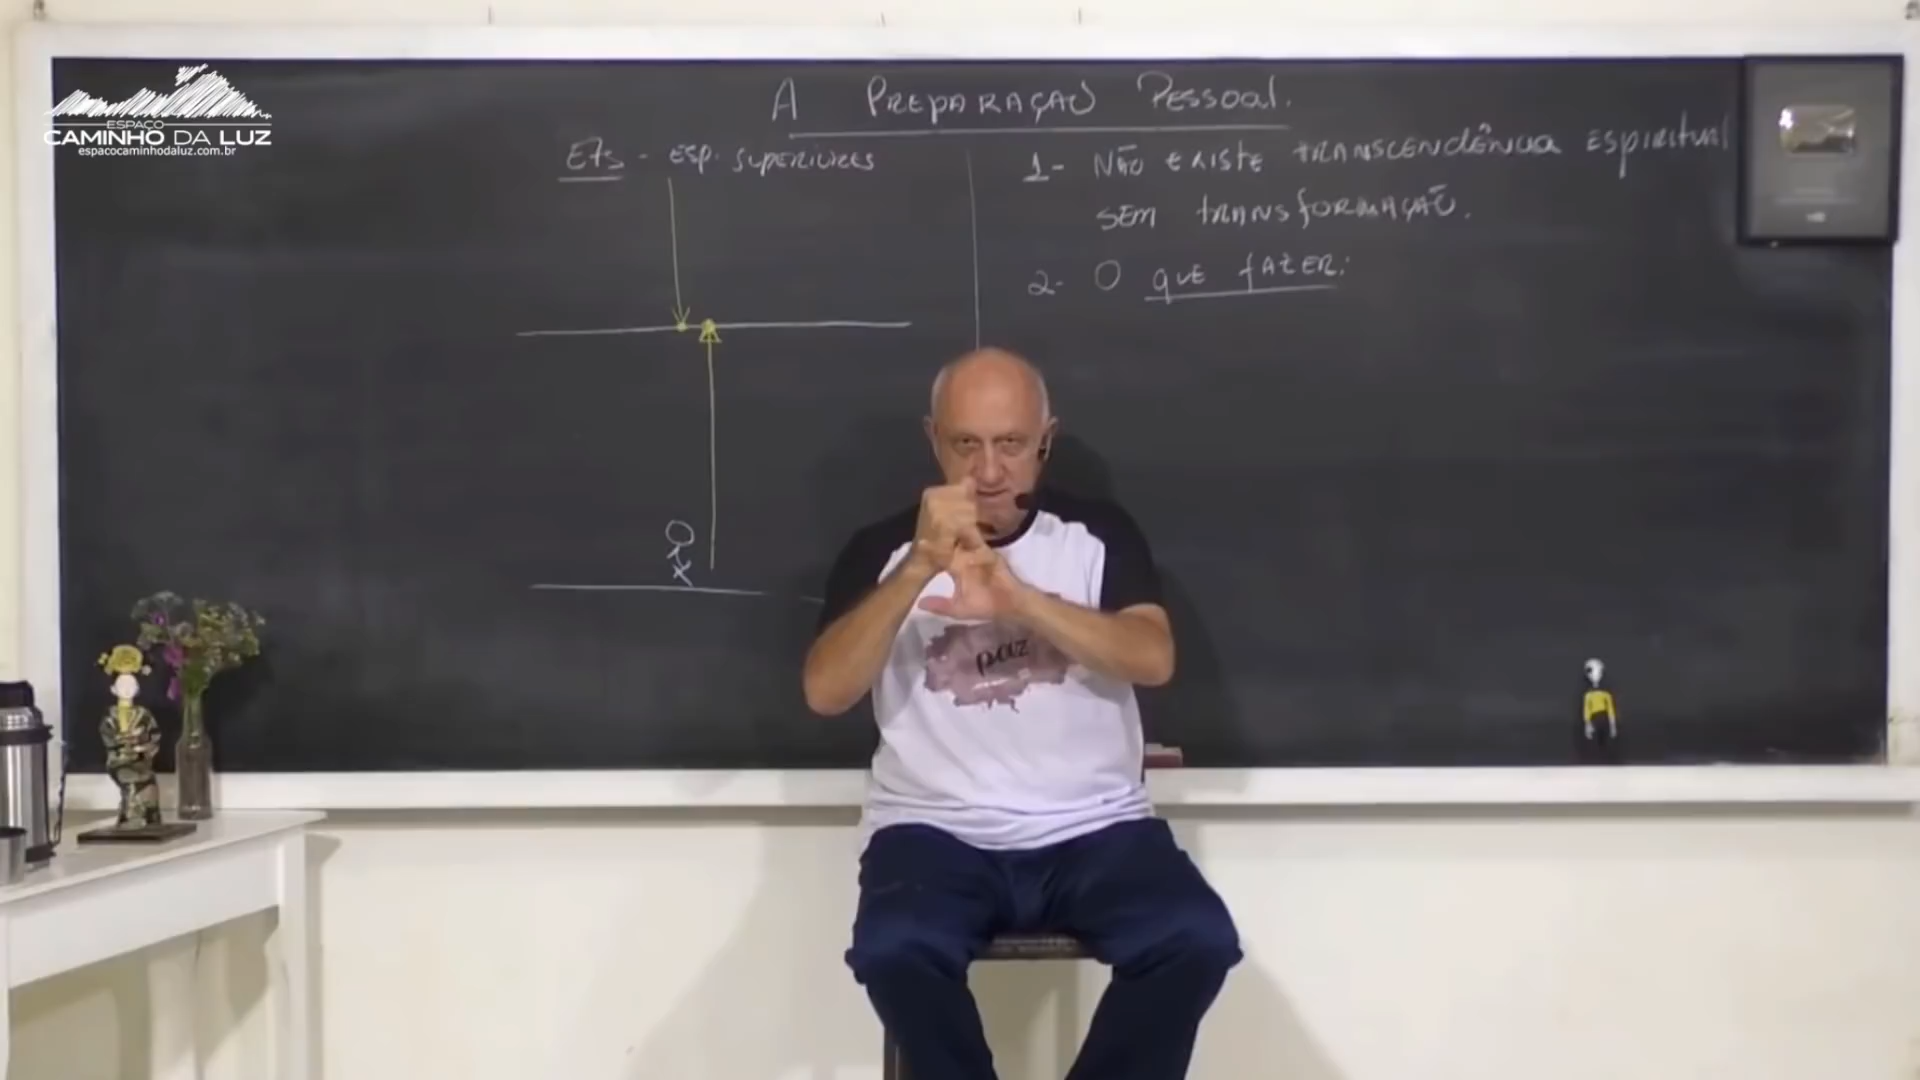 ESPAÇO
CAMINHO DA LUZ
espacocaminhodaluz.com.br
A PREPARAÇÃO PESSOAL.
ETs - ESP. SUPERIORES
1- NÃO EXISTE TRANSCENDÊNCIA ESPIRITUAL
SEM TRANSFORMAÇÃO.
2- O QUE FAZER:
paz